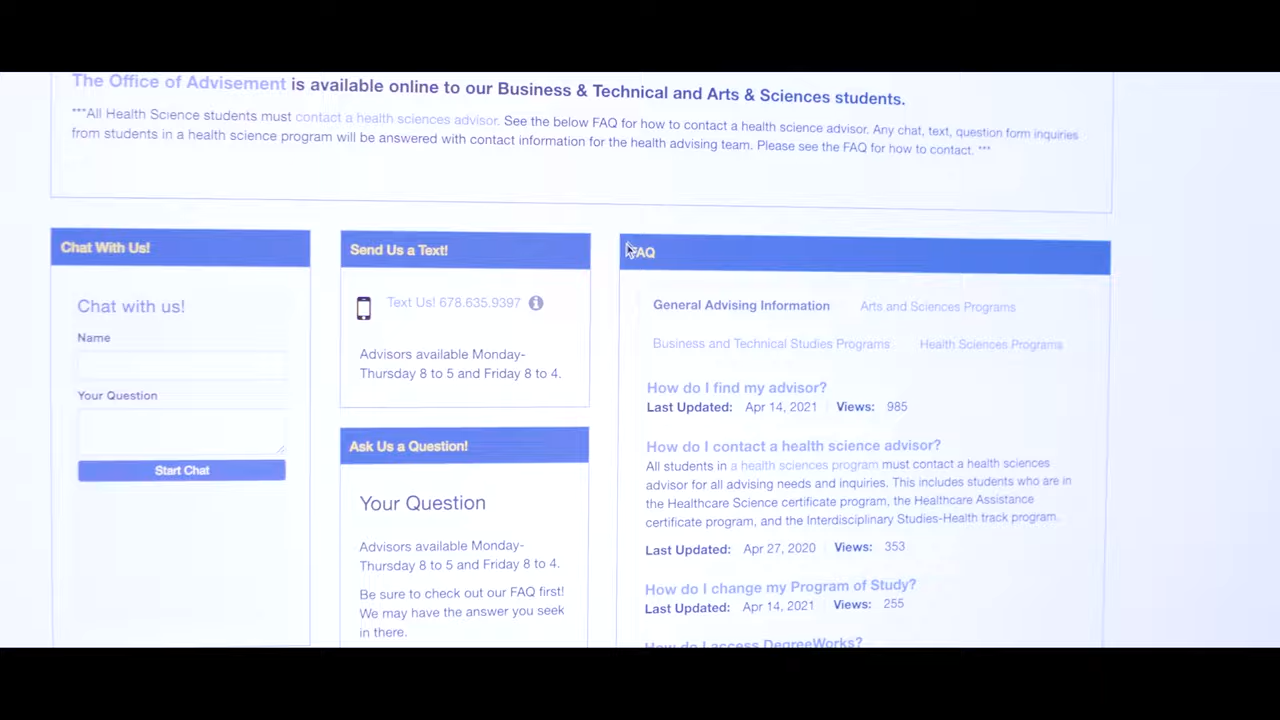 The Office of Advisement is available online to our Business & Technical and Arts & Sciences students.
***All Health Science students must contact a health sciences advisor. See the below FAQ for how to contact a health science advisor. Any chat, text, question form inquiries
from students in a health science program will be answered with contact information for the health advising team. Please see the FAQ for how to contact. ***
Chat With Us!
Chat with us!
Name
Your Question
Start Chat
Send Us a Text!
Text Us! 678.635.9397
Advisors available Monday-
Thursday 8 to 5 and Friday 8 to 4.
Ask Us a Question!
Your Question
Advisors available Monday-
Thursday 8 to 5 and Friday 8 to 4.
Be sure to check out our FAQ first!
We may have the answer you seek
in there.
FAQ
General Advising Information Arts and Sciences Programs
Business and Technical Studies Programs Health Sciences Programs
How do I find my advisor?
Last Updated: Apr 14, 2021 Views: 985
How do I contact a health science advisor?
All students in a health sciences program must contact a health sciences
advisor for all advising needs and inquiries. This includes students who are in
the Healthcare Science certificate program, the Healthcare Assistance
certificate program, and the Interdisciplinary Studies-Health track program.
Last Updated: Apr 27, 2020 Views: 353
How do I change my Program of Study?
Last Updated: Apr 14, 2021 Views: 255
How do I access DegreeWorks?